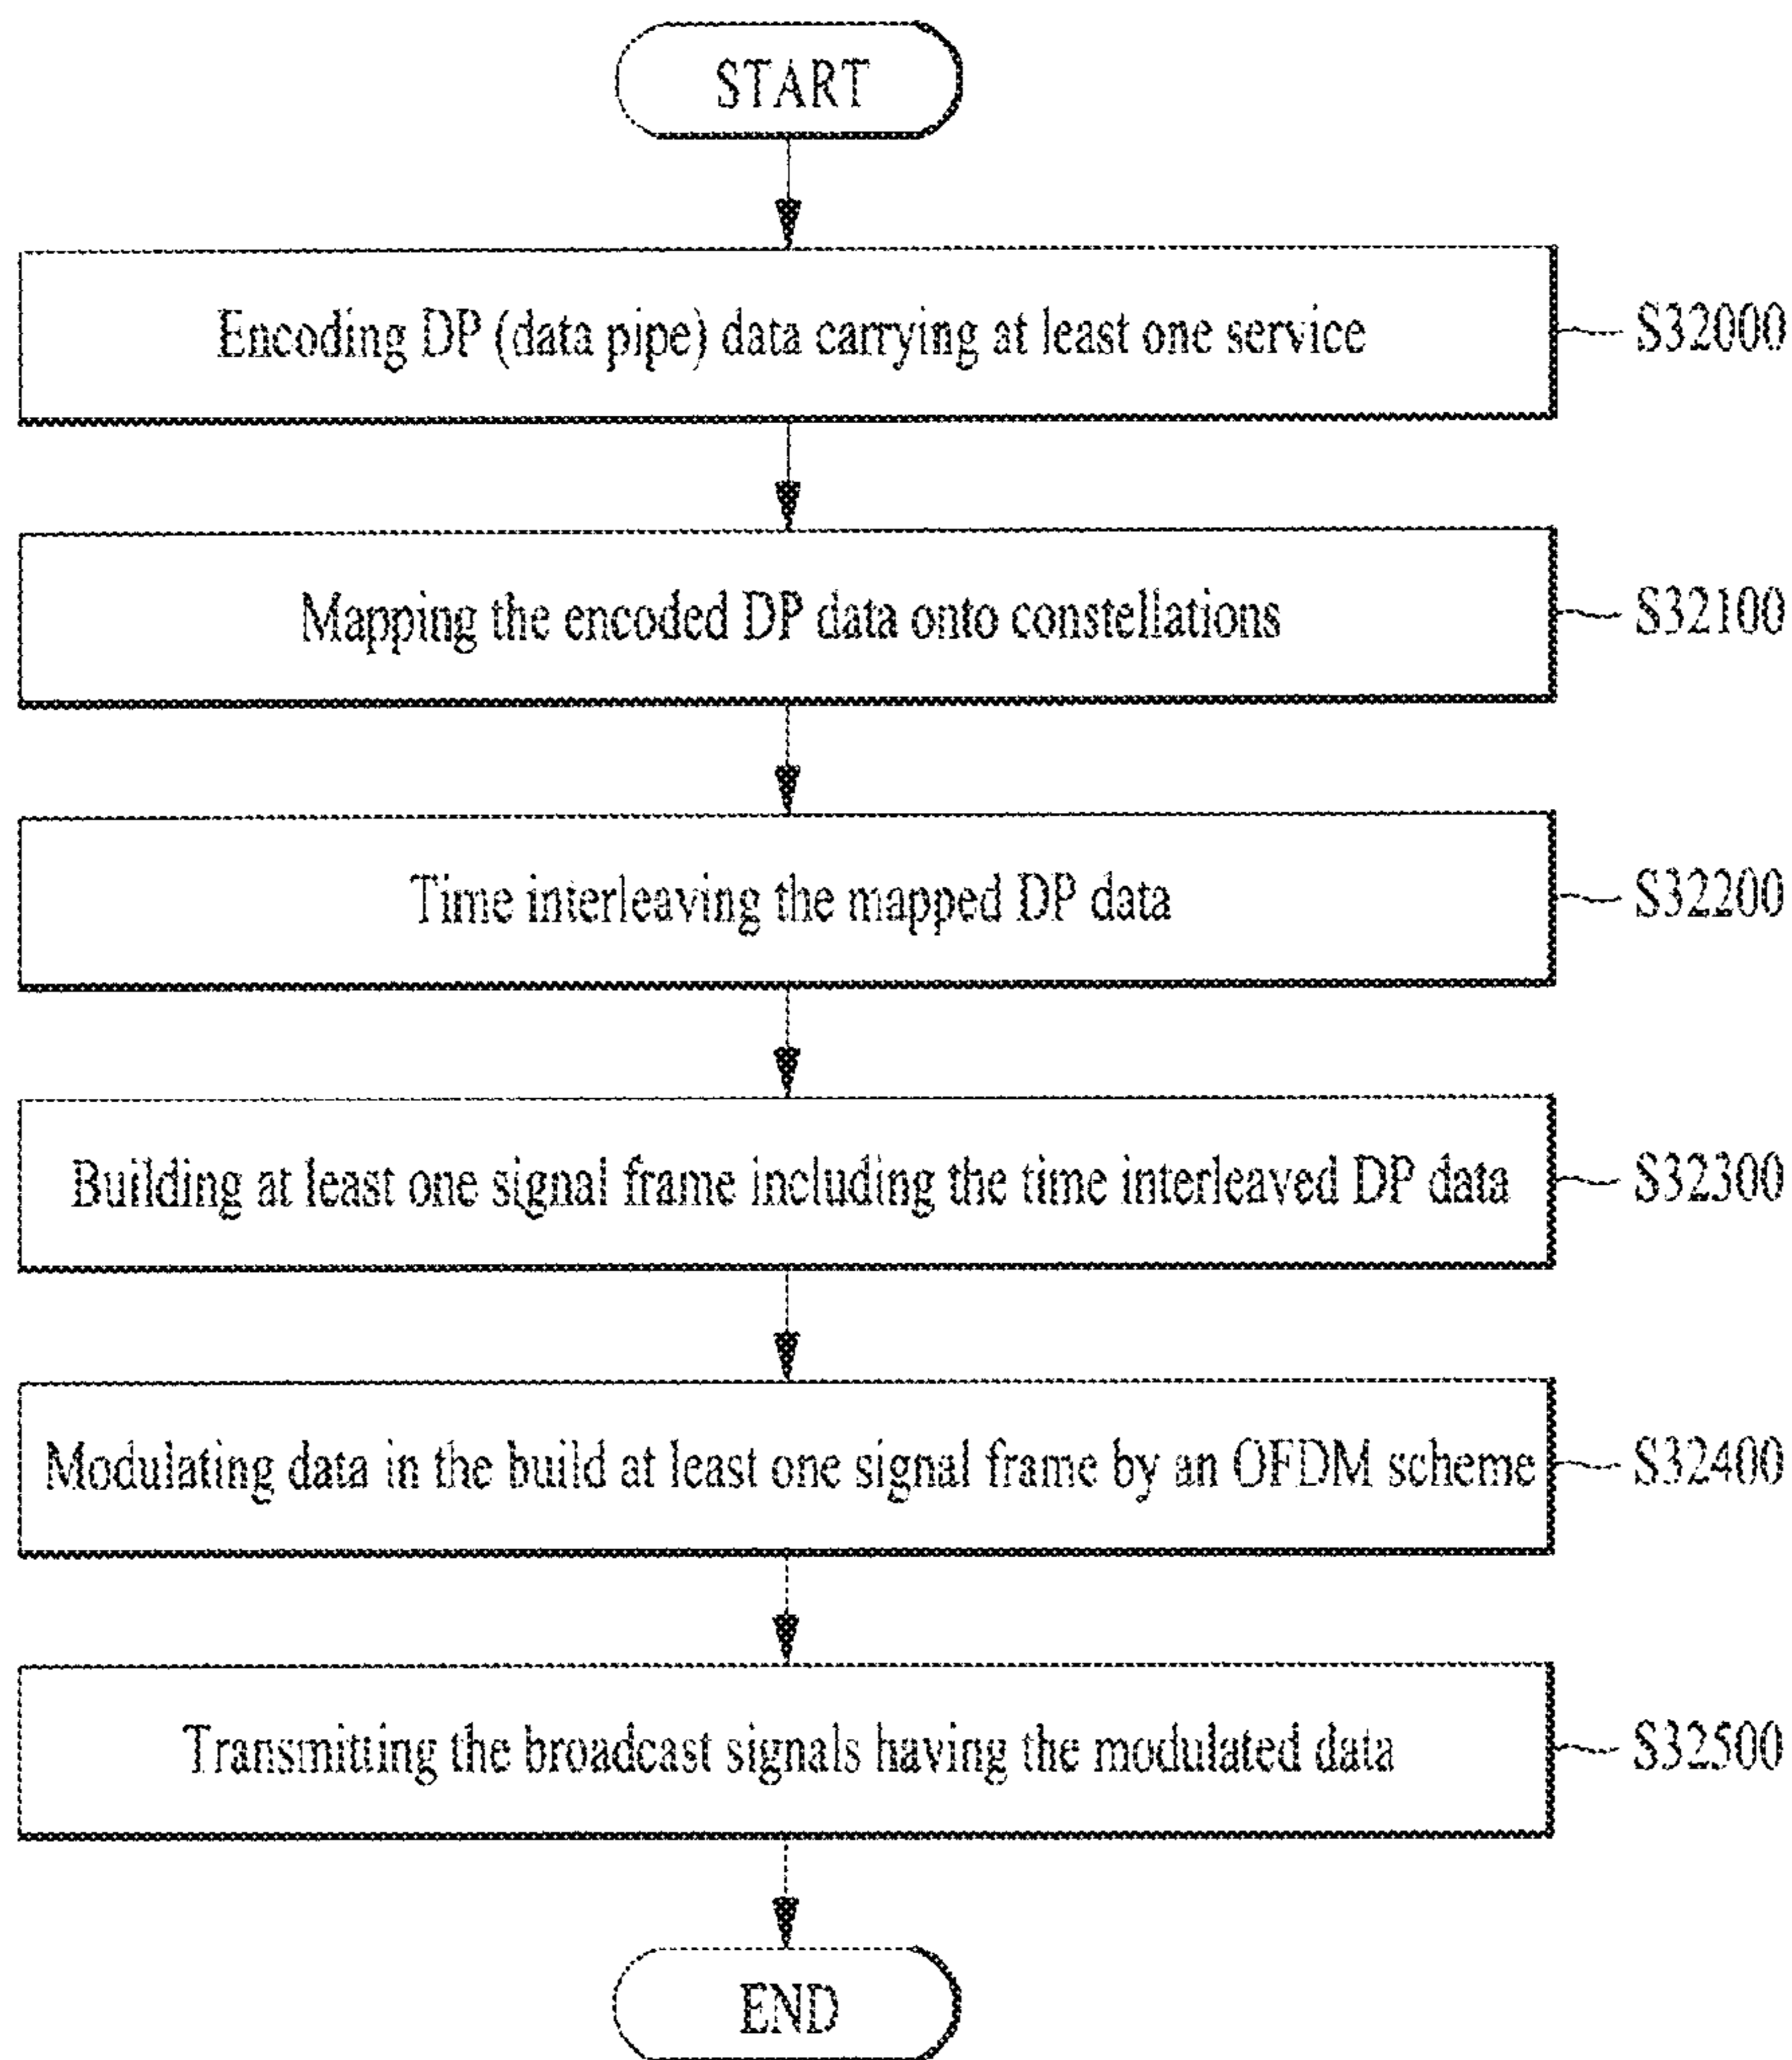 START
Encoding DP (data pipe) data carrying at least one service
S32000
Mapping the encoded DP data onto constellations
S32100
Time interleaving the mapped DP data
S32200
Building at least one signal frame including the time interleaved DP data
S32300
Modulating data in the build at least one signal frame by an OFDM scheme
S32400
Transmitting the broadcast signals having the modulated data
S32500
END